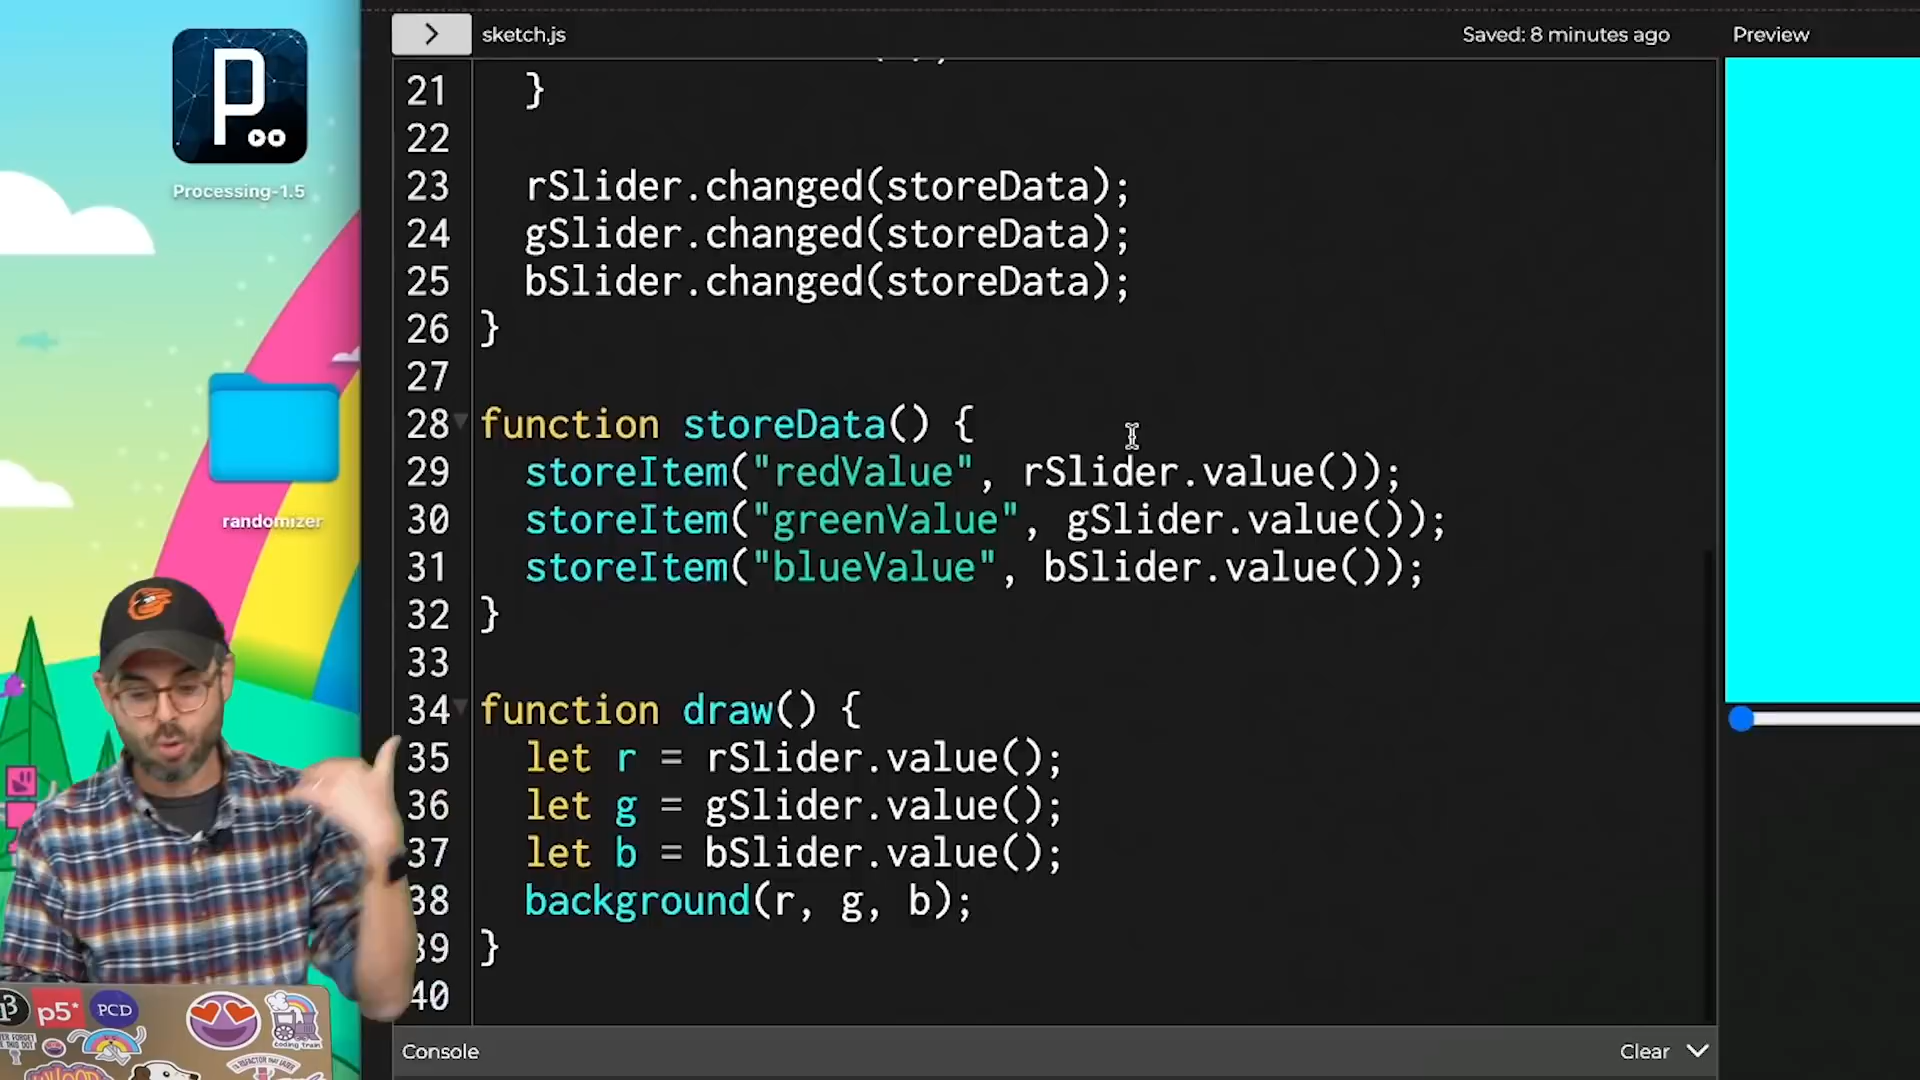 sketch.js
Saved: 8 minutes ago
Preview
Processing-1.5
randomizer
21 }
22
23 rSlider.changed(storeData);
24 gSlider.changed(storeData);
25 bSlider.changed(storeData);
26 }
27
28 function storeData() {
29 storeItem("redValue", rSlider.value());
30 storeItem("greenValue", gSlider.value());
31 storeItem("blueValue", bSlider.value());
32 }
33
34 function draw() {
35 let r = rSlider.value();
36 let g = gSlider.value();
37 let b = bSlider.value();
38 background(r, g, b);
39 }
40
p5*
PCD
coding train
Console
Clear